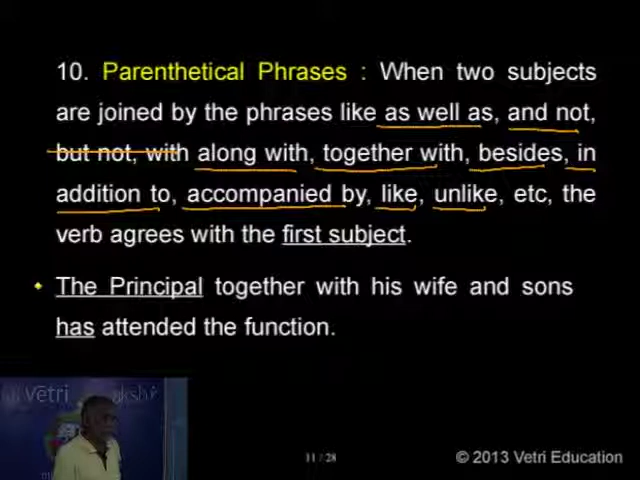 10. Parenthetical Phrases : When two subjects
are joined by the phrases like as well as, and not,
but not, with along with, together with, besides, in
addition to, accompanied by, like, unlike, etc, the
verb agrees with the first subject.
The Principal together with his wife and sons
has attended the function.
Vetri
11 / 28
© 2013 Vetri Education